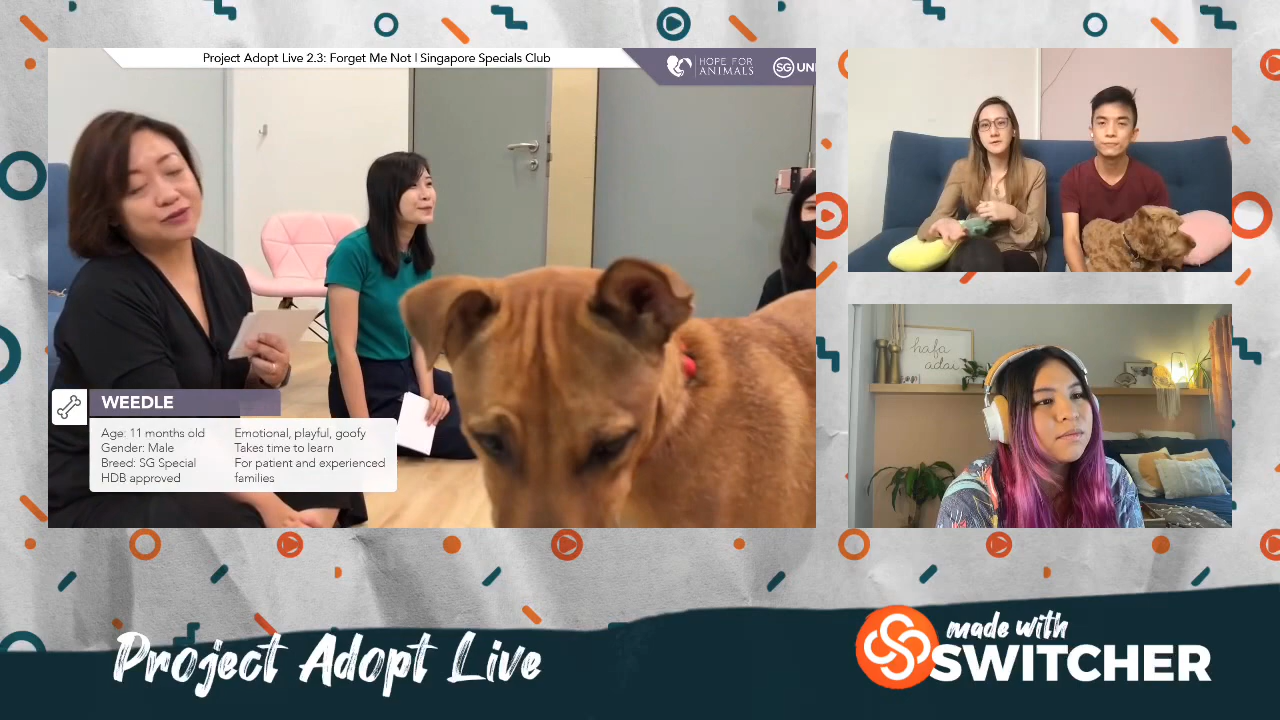 Project Adopt Live 2.3: Forget Me Not | Singapore Specials Club
HOPE FOR
ANIMALS
SG UNI
WEEDLE
Age: 11 months old
Gender: Male
Breed: SG Special
HDB approved
Emotional, playful, goofy
Takes time to learn
For patient and experienced
families
hafa
adai
Project Adopt Live
made with
SWITCHER